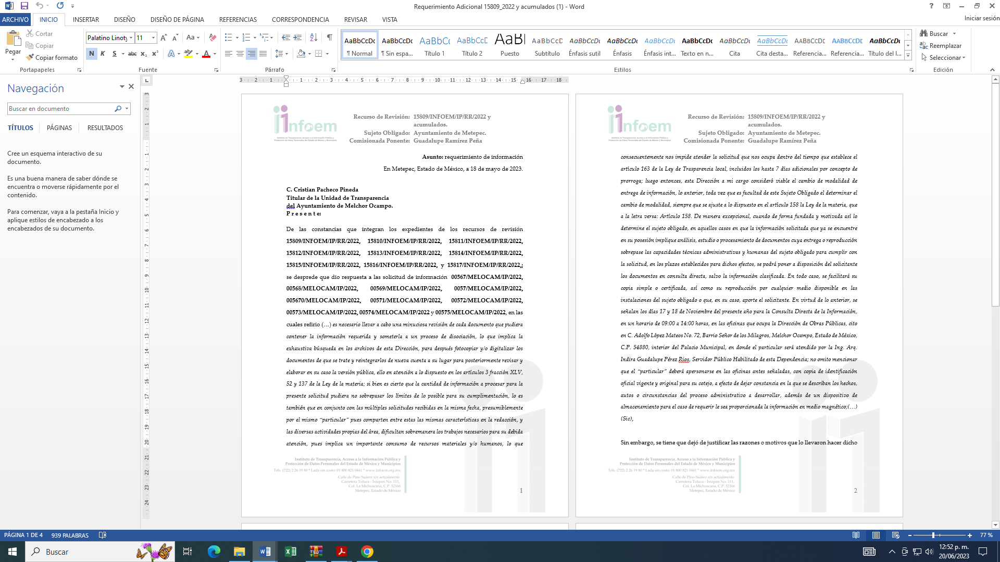 Requerimiento Adicional 15809_2022 y acumulados (1) - Word
Iniciar sesión
ARCHIVO INICIO INSERTAR DISEÑO DISEÑO DE PÁGINA REFERENCIAS CORRESPONDENCIA REVISAR VISTA
Pegar
Cortar
Copiar
Copiar formato
Portapapeles
Palatino Linoty 11
N K S abc x₂ x²
Fuente
Párrafo
AaBbCcDc AaBbCcDc AaBbCc AaBbCcD AaBl AaBbCcD AaBbCcDc AaBbCcDc AaBbCcDc AaBbCcDc AaBbCcDc AaBbCcDc AABBCCDE AABBCCDE AaBbCcDc
¶ Normal ¶ Sin espa... Título 1 Título 2 Puesto Subtítulo Énfasis sutil Énfasis Énfasis int... Texto en n... Cita Cita desta... Referencia... Referencia... Título del l...
Estilos
Buscar
Reemplazar
Seleccionar
Edición
Navegación
Buscar en documento
TÍTULOS PÁGINAS RESULTADOS
Cree un esquema interactivo de su
documento.
Es una buena manera de saber dónde se
encuentra o moverse rápidamente por el
contenido.
Para comenzar, vaya a la pestaña Inicio y
aplique estilos de encabezado a los
encabezados de su documento.
infoem
Instituto de Transparencia, Acceso a la Información Pública y
Protección de Datos Personales del Estado de México y Municipios
Recurso de Revisión: 15809/INFOEM/IP/RR/2022 y
acumulados.
Sujeto Obligado: Ayuntamiento de Metepec.
Comisionada Ponente: Guadalupe Ramírez Peña
Asunto: requerimiento de información
En Metepec, Estado de México, a 18 de mayo de 2023.
C. Cristian Pacheco Pineda
Titular de la Unidad de Transparencia
del Ayuntamiento de Melchor Ocampo.
P r e s e n t e:
De las constancias que integran los expedientes de los recursos de revisión
15809/INFOEM/IP/RR/2022, 15810/INFOEM/IP/RR/2022, 15811/INFOEM/IP/RR/2022,
15812/INFOEM/IP/RR/2022, 15813/INFOEM/IP/RR/2022, 15814/INFOEM/IP/RR/2022,
15815/INFOEM/IP/RR/2022, 15816/INFOEM/IP/RR/2022, y 15817/INFOEM/IP/RR/2022,;
se desprede que dio respuesta a las solicitud de información 00567/MELOCAM/IP/2022,
00568/MELOCAM/IP/2022, 00569/MELOCAM/IP/2022, 0057/MELOCAM/IP/2022,
005670/MELOCAM/IP/2022, 00571/MELOCAM/IP/2022, 00572/MELOCAM/IP/2022,
00573/MELOCAM/IP/2022, 00574/MELOCAM/IP/2022 y 00575/MELOCAM/IP/2022, en las
cuales refirio (…) es necesario llevar a cabo una minuciosa revisión de cada documento que pudiera
contener la información requerida y someterla a un proceso de disociación, lo que implica la
exhaustiva búsqueda en los archivos de esta Dirección, para después fotocopiar y/o digitalizar los
documentos de que se trate y reintegrarlos de nueva cuenta a su lugar para posteriormente revisar y
elaborar en su caso la versión pública, ello en atención a lo dispuesto en los artículos 3 fracción XLV,
52 y 137 de la Ley de la materia; si bien es cierto que la cantidad de información a procesar para la
presente solicitud pudiera no sobrepasar los límites de lo posible para su cumplimentación, lo es
también que en conjunto con las múltiples solicitudes recibidas en la misma fecha, presumiblemente
por el mismo “particular” pues comparten entre estas las mismas características en la redacción, y
las diversas actividades propias del área, dificultan sobremanera los trabajos necesarios para su debida
atención, pues implica un importante consumo de recursos materiales y/o humanos, lo que
Instituto de Transparencia, Acceso a la Información Pública y
Protección de Datos Personales del Estado de México y Municipios
Tels. (722) 2 26 19 80 * Lada sin costo: 01 800 821 0441 * www.infoem.org.mx
Calle de Pino Suárez s/n actualmente
Carretera Toluca - Ixtapan No. 111,
Col. La Michoacana, C.P. 52166
Metepec, Estado de México
1
infoem
Instituto de Transparencia, Acceso a la Información Pública y
Protección de Datos Personales del Estado de México y Municipios
Recurso de Revisión: 15809/INFOEM/IP/RR/2022 y
acumulados.
Sujeto Obligado: Ayuntamiento de Metepec.
Comisionada Ponente: Guadalupe Ramírez Peña
consecuentemente nos impide atender la solicitud que nos ocupa dentro del tiempo que establece el
artículo 163 de la Ley de Trasparencia local, incluidos los hasta 7 días adicionales por concepto de
prorroga; luego entonces, esta Dirección a mi cargo consideró viable el cambio de modalidad de
entrega de información, lo anterior, toda vez que es facultad de este Sujeto Obligado el determinar el
cambio de modalidad, siempre que se ajuste a lo dispuesto en el artículo 158 la Ley de la materia, que
a la letra versa: Artículo 158. De manera excepcional, cuando de forma fundada y motivada así lo
determine el sujeto obligado, en aquellos casos en que la información solicitada que ya se encuentre
en su posesión implique análisis, estudio o procesamiento de documentos cuya entrega o reproducción
sobrepase las capacidades técnicas administrativas y humanas del sujeto obligado para cumplir con
la solicitud, en los plazos establecidos para dichos efectos, se podrá poner a disposición del solicitante
los documentos en consulta directa, salvo la información clasificada. En todo caso, se facilitará su
copia simple o certificada, así como su reproducción por cualquier medio disponible en las
instalaciones del sujeto obligado o que, en su caso, aporte el solicitante. En virtud de lo anterior, se
señalan los días 17 y 18 de Noviembre del presente año para la Consulta Directa de la Información,
en un horario de 09:00 a 14:00 horas, en las oficinas que ocupa la Dirección de Obras Públicas, cito
en C. Adolfo López Mateos No. 72, Barrio Señor de los Milagros, Melchor Ocampo, Estado de México,
C.P. 54880, interior del Palacio Municipal, en donde el particular será atendido por la Ing. Arq.
Indira Guadalupe Pérez Rios, Servidor Público Habilitado de esta Dependencia; no omito mencionar
que el “particular” deberá apersonarse en las oficinas antes señaladas, con copia de identificación
oficial vigente y original para su cotejo, a efecto de dejar constancia en la que se describan los hechos,
autos o circunstancias del proceso administrativo a desarrollar, además de un dispositivo de
almacenamiento para el caso de requerir le sea proporcionada la información en medio magnético;(…)
(Sic),
Sin embargo, se tiene que dejó de justificar las razones o motivos que lo llevaron hacer dicho
Instituto de Transparencia, Acceso a la Información Pública y
Protección de Datos Personales del Estado de México y Municipios
Tels. (722) 2 26 19 80 * Lada sin costo: 01 800 821 0441 * www.infoem.org.mx
Calle de Pino Suárez s/n actualmente
Carretera Toluca - Ixtapan No. 111,
Col. La Michoacana, C.P. 52166
Metepec, Estado de México
2
PÁGINA 1 DE 4 939 PALABRAS
77 %
Buscar
12:52 p. m.
20/06/2023